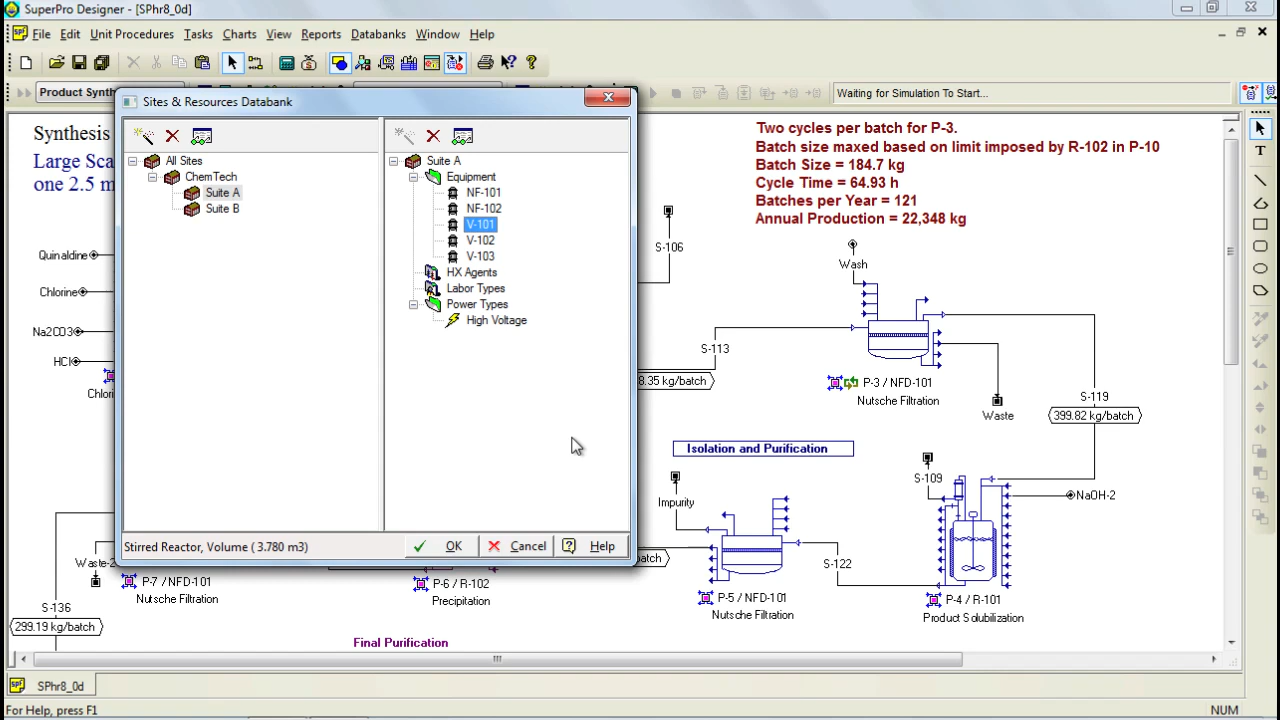 SuperPro Designer - [SPhr8_0d]
File Edit Unit Procedures Tasks Charts View Reports Databanks Window Help
Product Synth
Waiting for Simulation To Start...
Sites & Resources Databank
All Sites
ChemTech
Suite A
Suite B
Suite A
Equipment
NF-101
NF-102
V-101
V-102
V-103
HX Agents
Labor Types
Power Types
High Voltage
Stirred Reactor, Volume ( 3.780 m3)
OK
Cancel
Help
Synthesis
Large Sca
one 2.5 m
Two cycles per batch for P-3.
Batch size maxed based on limit imposed by R-102 in P-10
Batch Size = 184.7 kg
Cycle Time = 64.93 h
Batches per Year = 121
Annual Production = 22,348 kg
Quinaldine
Chlorine
Na2CO3
HCl
Chlori
S-106
Wash
S-113
8.35 kg/batch
P-3 / NFD-101
Nutsche Filtration
Waste
S-119
399.82 kg/batch
Isolation and Purification
S-109
NaOH-2
Impurity
batch
S-122
P-5 / NFD-101
Nutsche Filtration
P-4 / R-101
Product Solubilization
Waste-2
P-7 / NFD-101
Nutsche Filtration
P-6 / R-102
Precipitation
S-136
299.19 kg/batch
Final Purification
SPhr8_0d
For Help, press F1
NUM